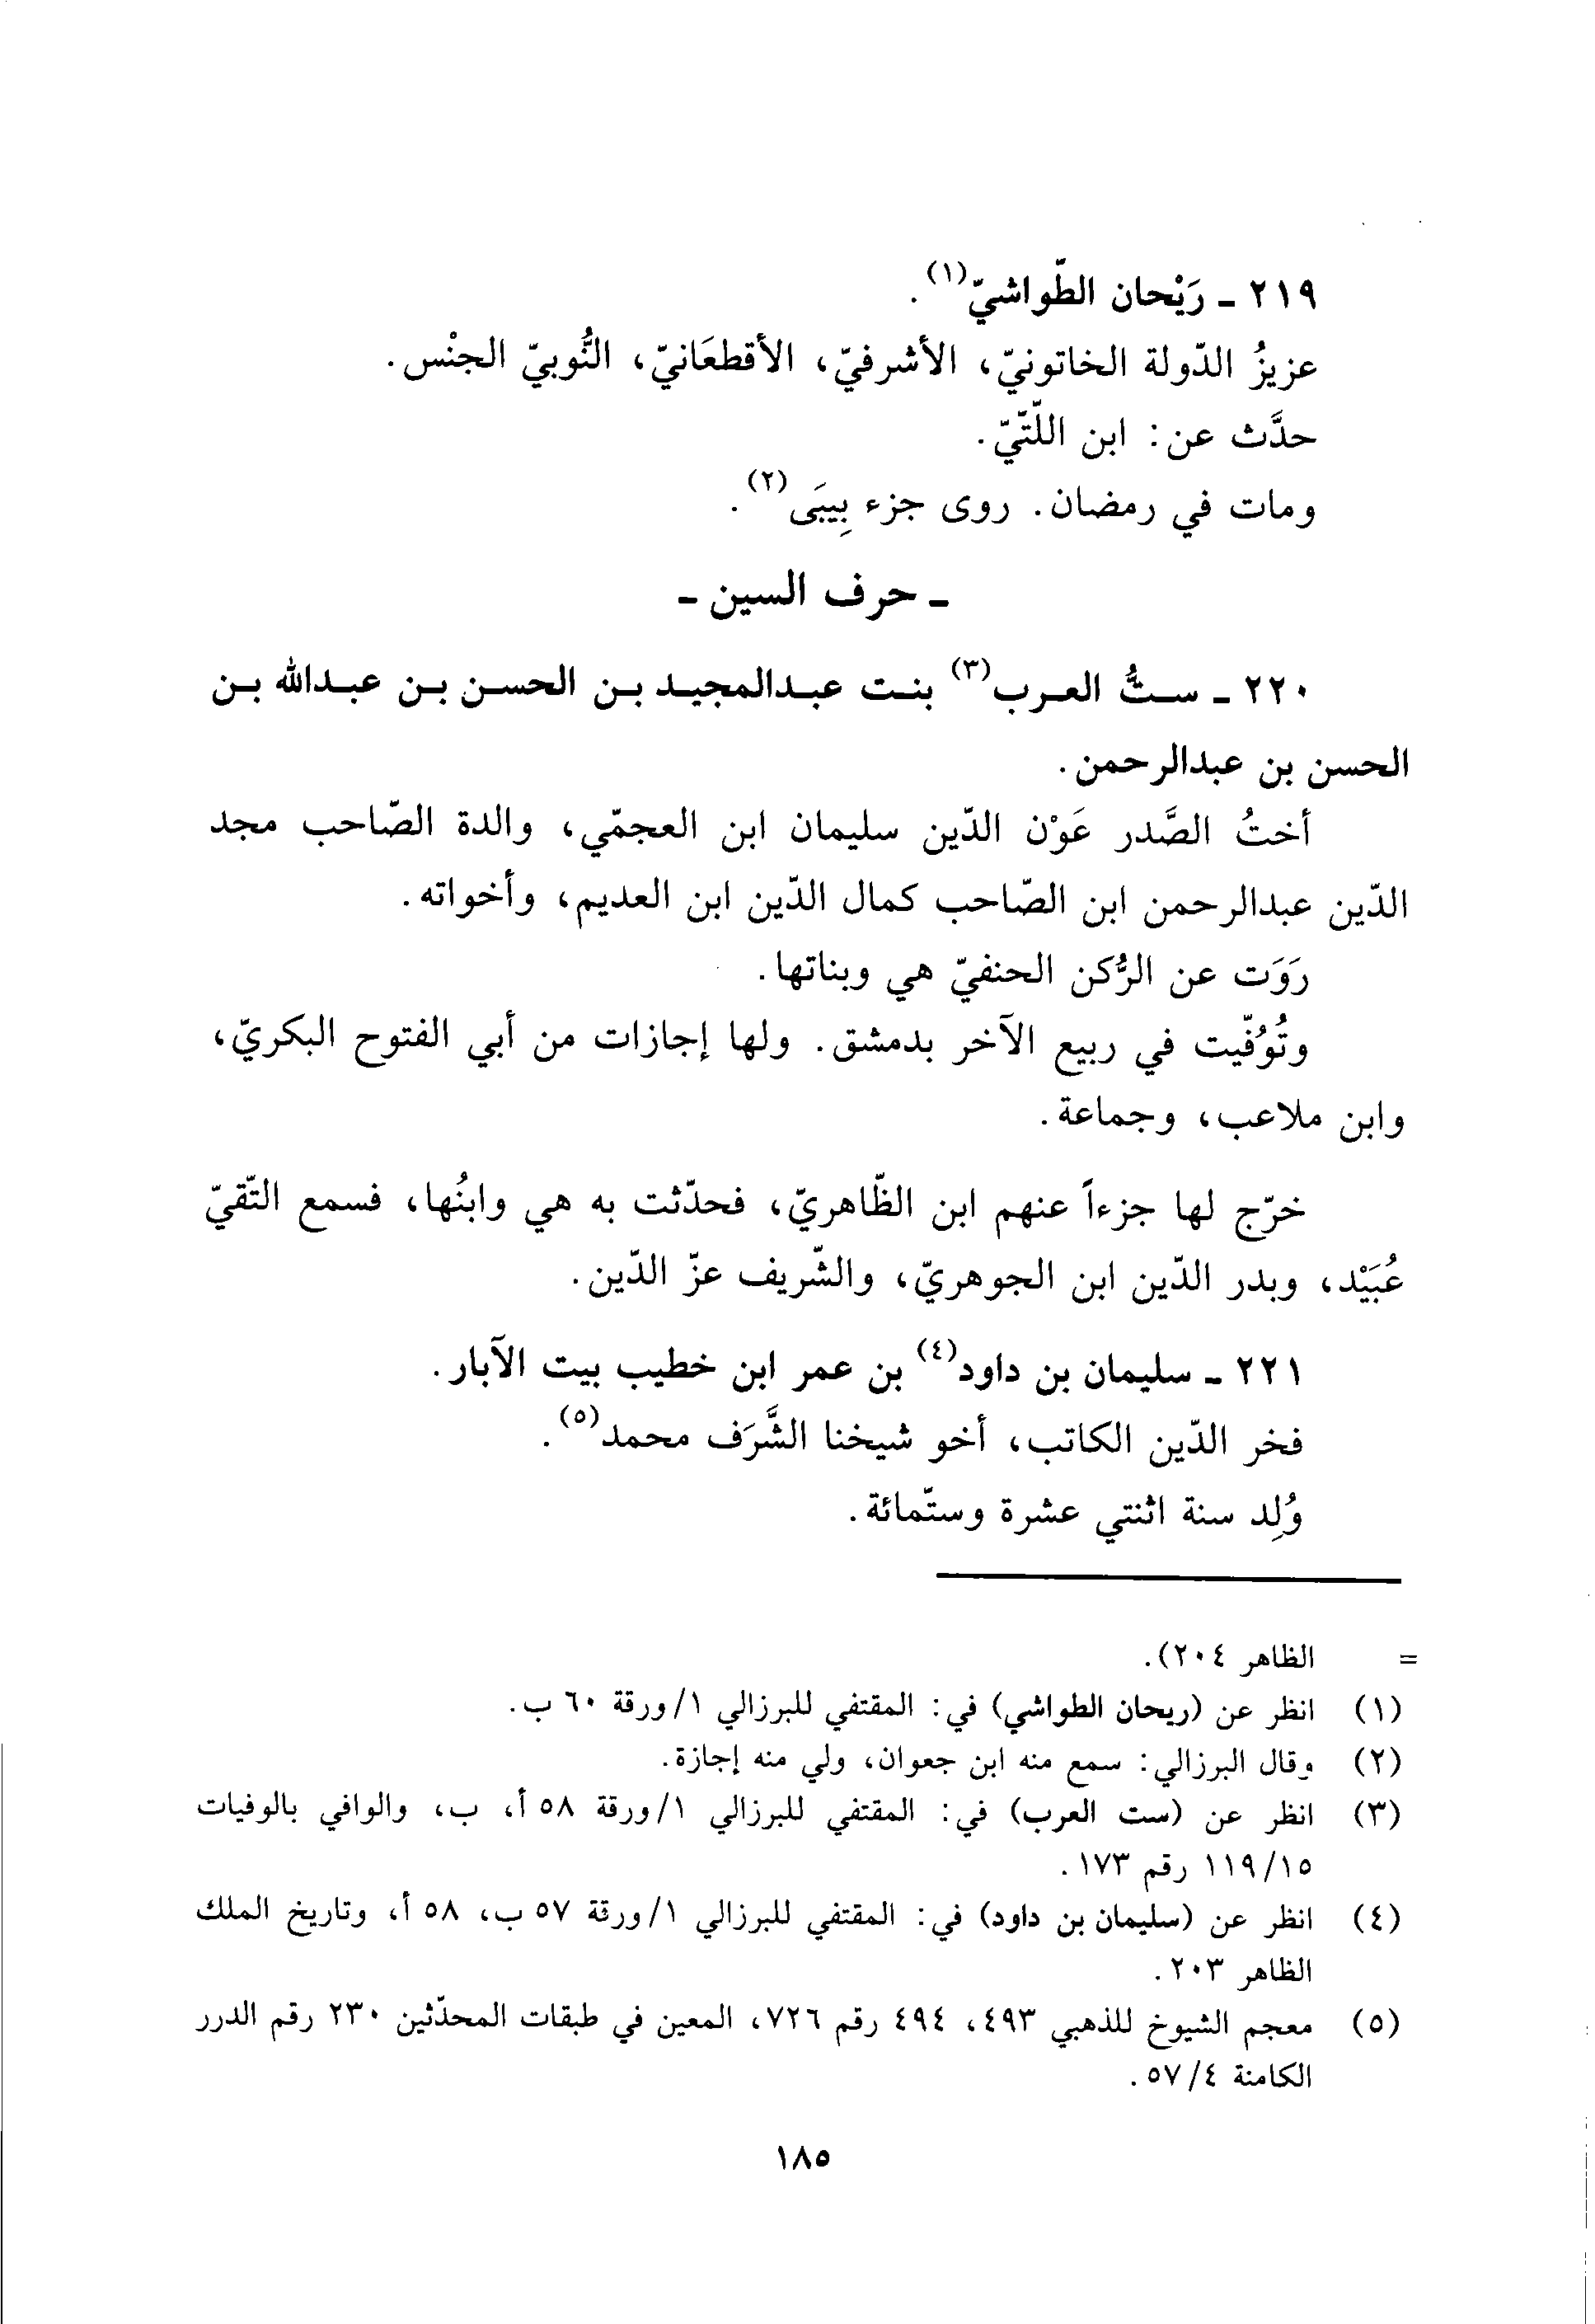 ٢١٩ ـ رَيْحان الطّواشيّ(١).
عزيزُ الدّولة الخاتونيّ، الأشرفيّ، الأقطعَانيّ، النُّوبيّ الجنْس.
حدَّث عن: ابن اللّتّيّ.
ومات في رمضان. روى جزء بِيبَى(٢).
ـ حرف السين ـ
٢٢٠ ـ ستُّ العرب(٣) بنت عبدالمجيد بن الحسن بن عبدالله بن
الحسن بن عبدالرحمن.
أختُ الصَّدر عَوْن الدّين سليمان ابن العجمّي، والدة الصّاحب مجد
الدّين عبدالرحمن ابن الصّاحب كمال الدّين ابن العديم، وأخواته.
رَوَت عن الرُّكن الحنفيّ هي وبناتها.
وتُوُفّيت في ربيع الآخر بدمشق. ولها إجازات من أبي الفتوح البكريّ،
وابن ملاعب، وجماعة.
خرّج لها جزءاً عنهم ابن الظّاهريّ، فحدّثت به هي وابنُها، فسمع التّقيّ
عُبَيْد، وبدر الدّين ابن الجوهريّ، والشّريف عزّ الدّين.
٢٢١ ـ سليمان بن داود(٤) بن عمر ابن خطيب بيت الآبار.
فخر الدّين الكاتب، أخو شيخنا الشَّرَف محمد(٥).
وُلِد سنة اثنتي عشرة وستّمائة.
= الظاهر ٢٠٤).
(١) انظر عن (ريحان الطواشي) في: المقتفي للبرزالي ١/ورقة ٦٠ ب.
(٢) وقال البرزالي: سمع منه ابن جعوان، ولي منه إجازة.
(٣) انظر عن (ست العرب) في: المقتفي للبرزالي ١/ورقة ٥٨ أ، ب، والوافي بالوفيات
١٥/١١٩ رقم ١٧٣.
(٤) انظر عن (سليمان بن داود) في: المقتفي للبرزالي ١/ورقة ٥٧ ب، ٥٨ أ، وتاريخ الملك
الظاهر ٢٠٣.
(٥) معجم الشيوخ للذهبي ٤٩٣، ٤٩٤ رقم ٧٢٦، المعين في طبقات المحدّثين ٢٣٠ رقم الدرر
الكامنة ٤/٥٧.
١٨٥